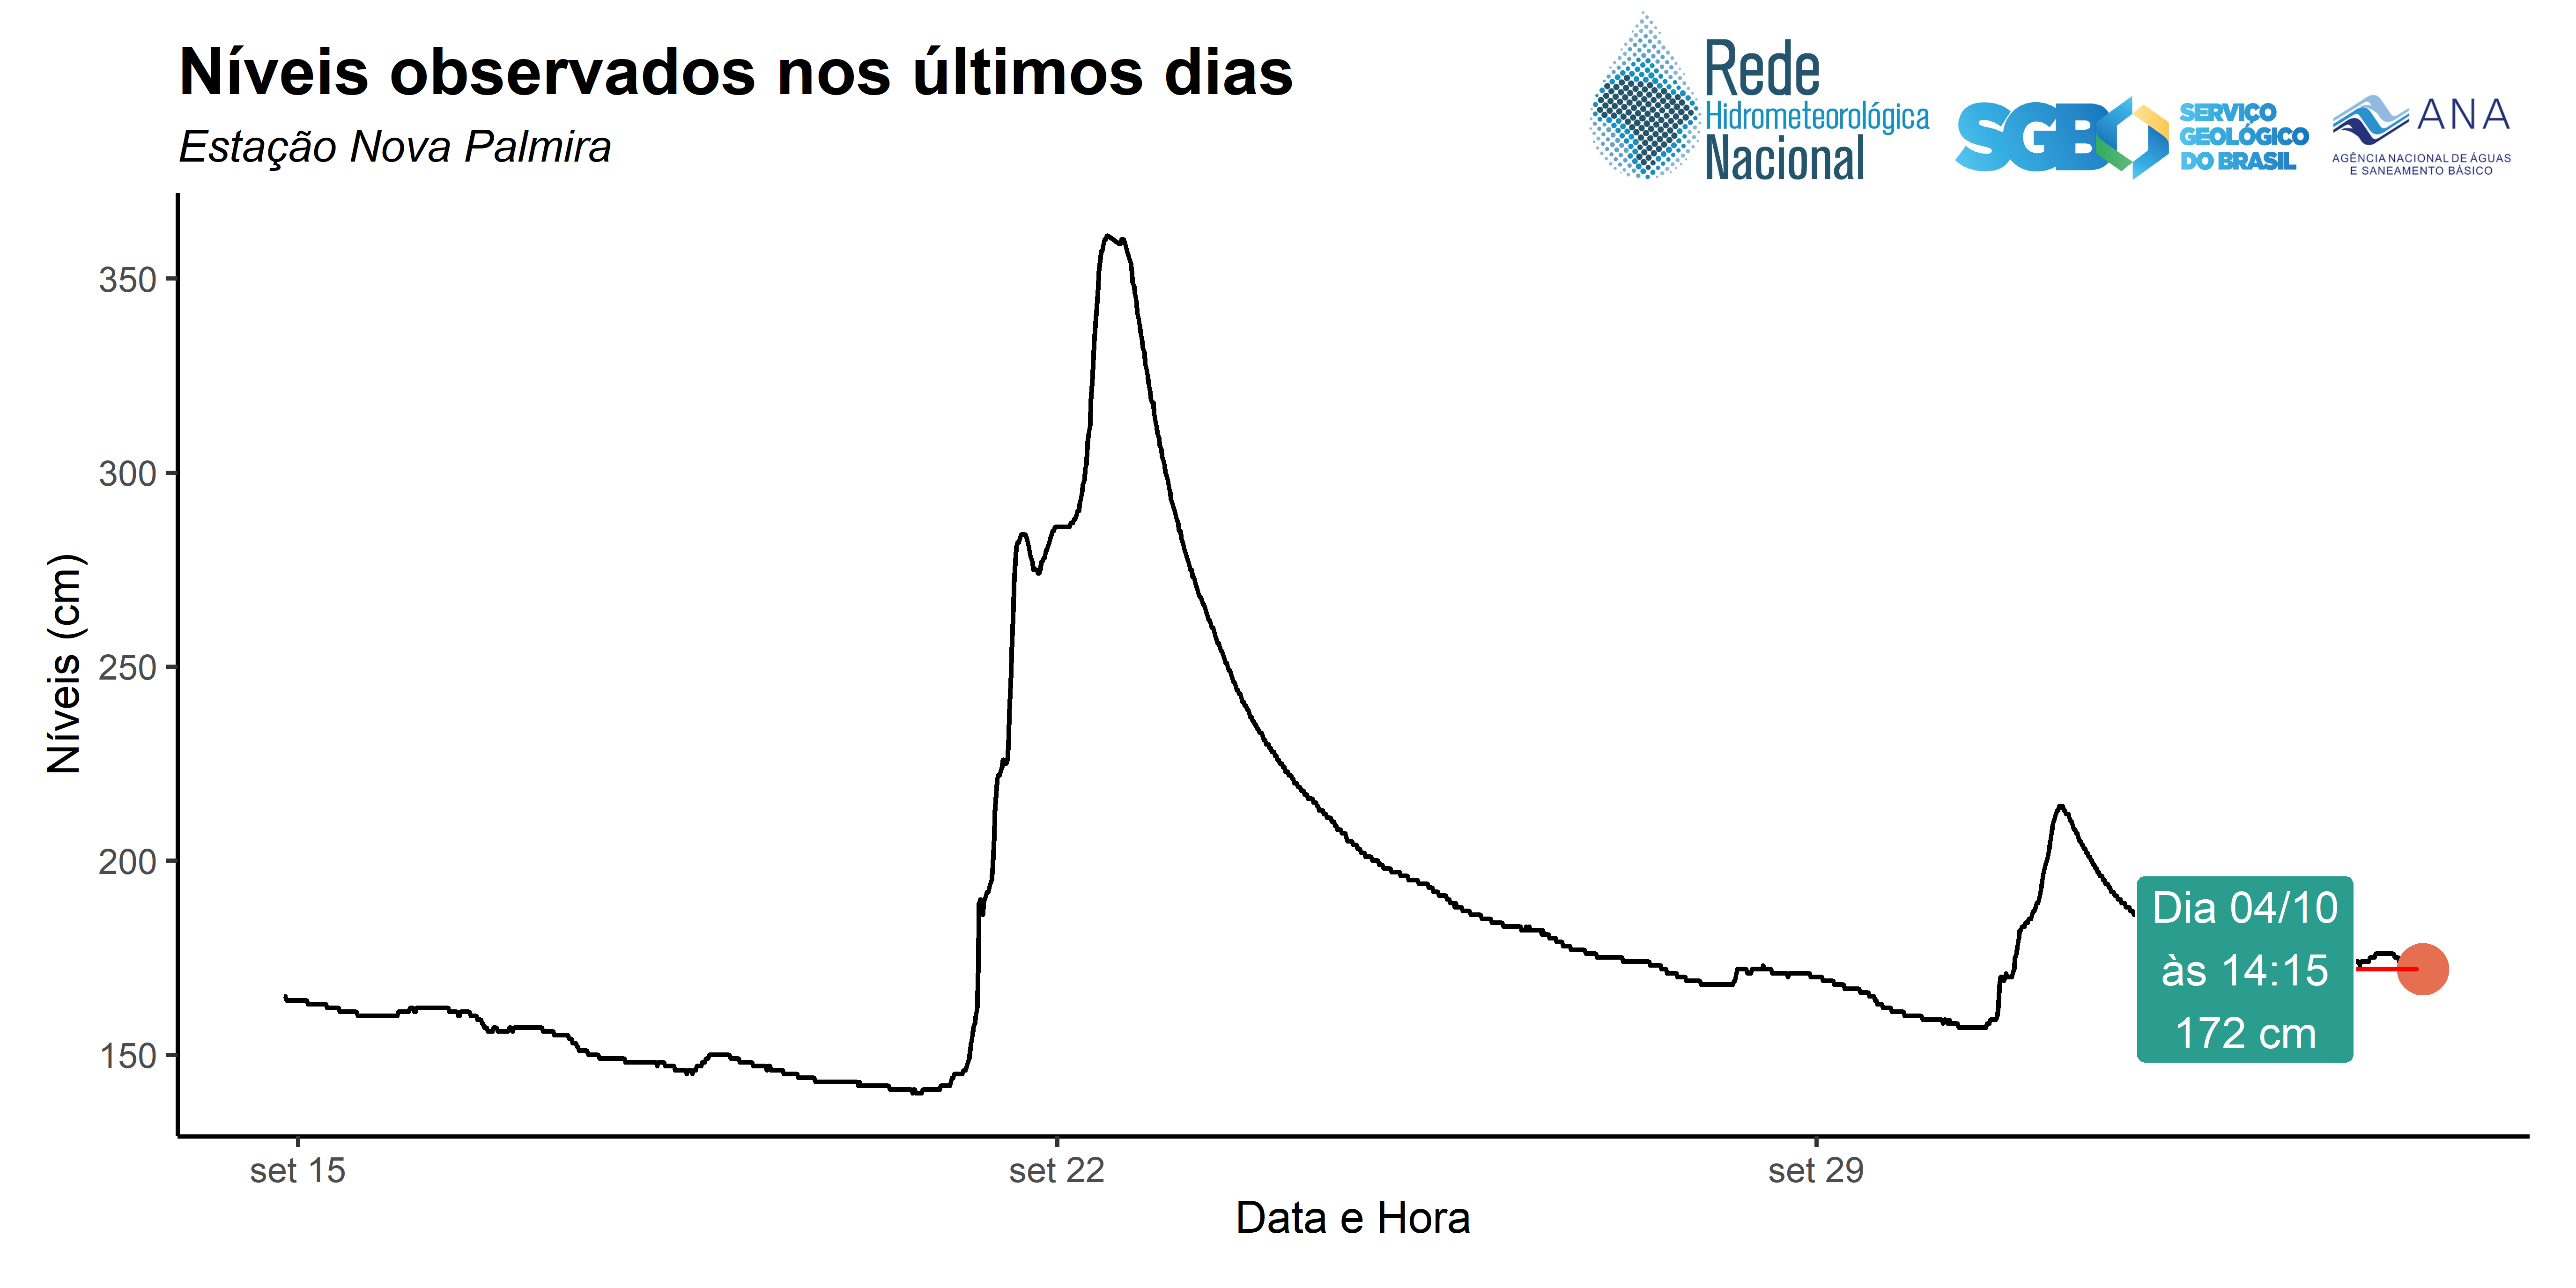 Níveis observados nos últimos dias
Estação Nova Palmira
Rede
Hidrometeorológica
Nacional
SGB
SERVIÇO
GEOLÓGICO
DO BRASIL
ANA
AGÊNCIA NACIONAL DE ÁGUAS
E SANEAMENTO BÁSICO
Níveis (cm)
350
300
250
200
150
Dia 04/10
às 14:15
172 cm
set 15
set 22
set 29
Data e Hora